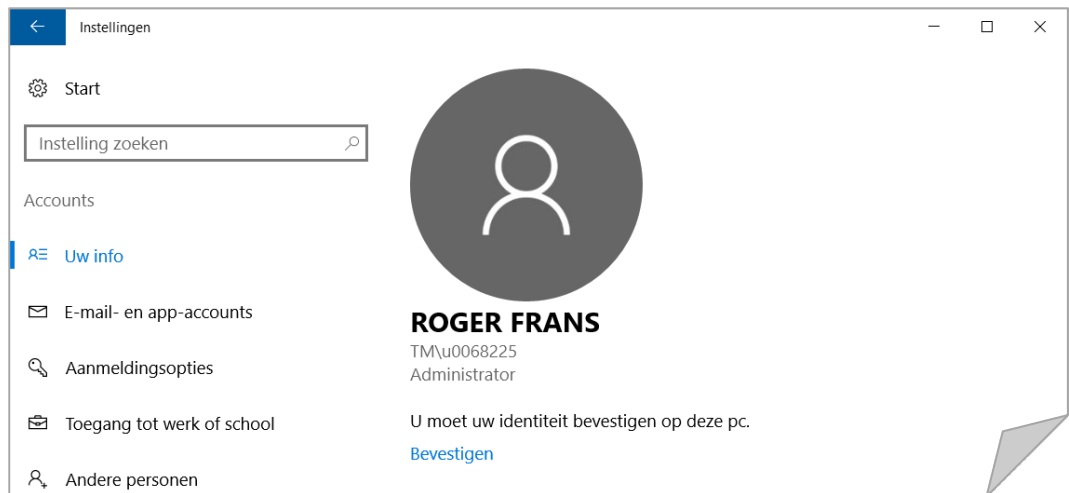 Instellingen
Start
Instelling zoeken
Accounts
Uw info
E-mail- en app-accounts
Aanmeldingsopties
Toegang tot werk of school
Andere personen
ROGER FRANS
TM\u0068225
Administrator
U moet uw identiteit bevestigen op deze pc.
Bevestigen